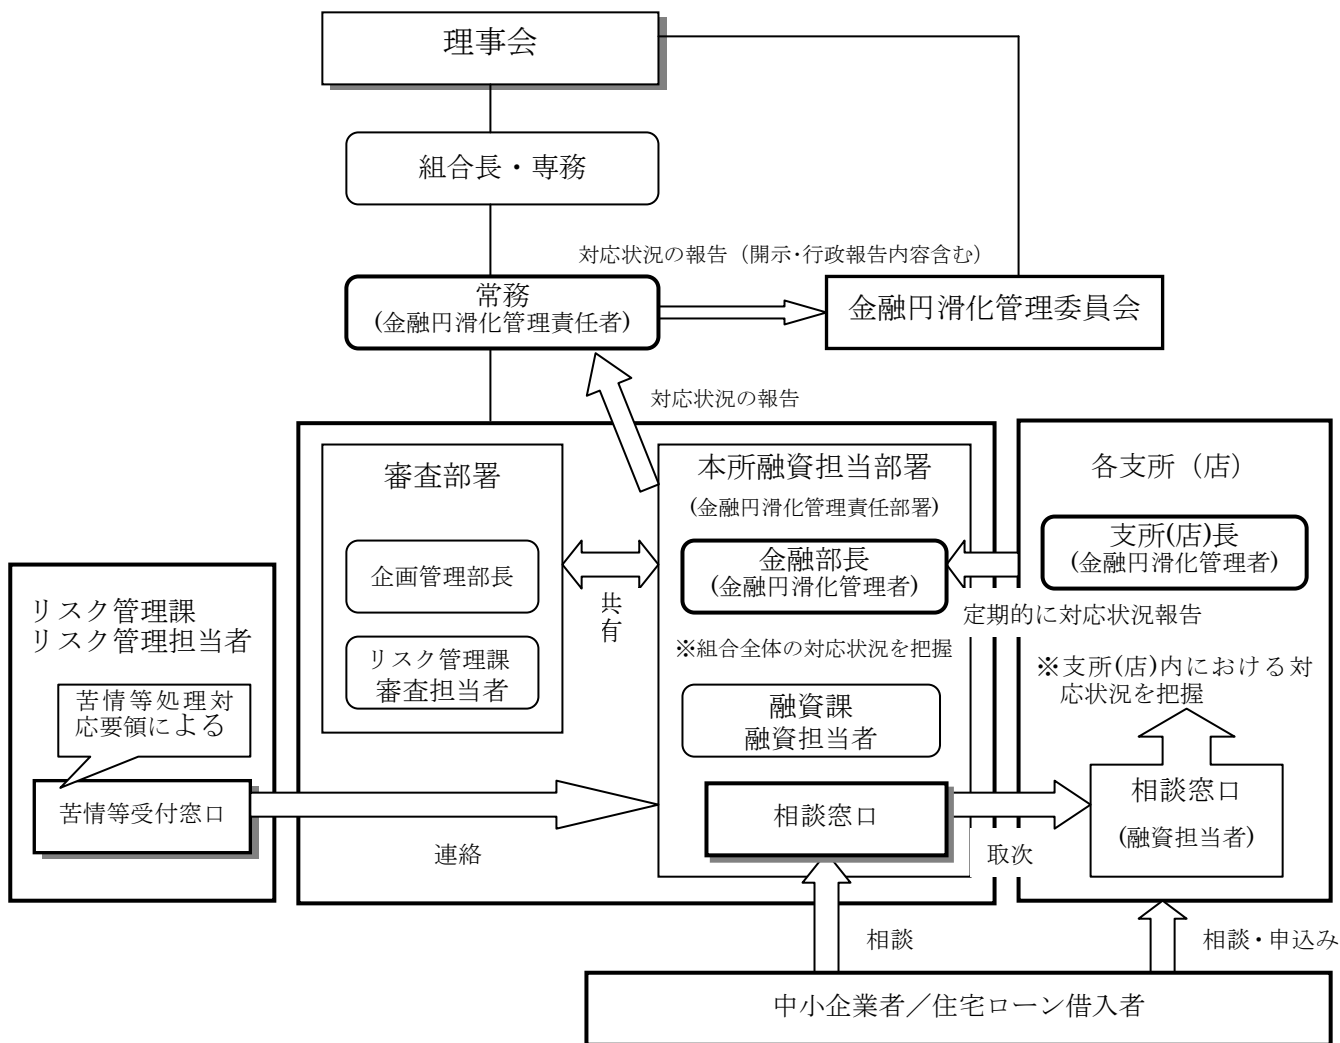 理事会
組合長・専務
対応状況の報告（開示・行政報告内容含む）
常務
(金融円滑化管理責任者)
金融円滑化管理委員会
対応状況の報告
審査部署
企画管理部長
リスク管理課
審査担当者
共
有
本所融資担当部署
(金融円滑化管理責任部署)
金融部長
(金融円滑化管理者)
※組合全体の対応状況を把握
融資課
融資担当者
相談窓口
各支所（店）
支所(店)長
(金融円滑化管理者)
定期的に対応状況報告
※支所(店)内における対
応状況を把握
相談窓口
(融資担当者)
リスク管理課
リスク管理担当者
苦情等処理対
応要領による
苦情等受付窓口
連絡
取次
相談
相談・申込み
中小企業者／住宅ローン借入者